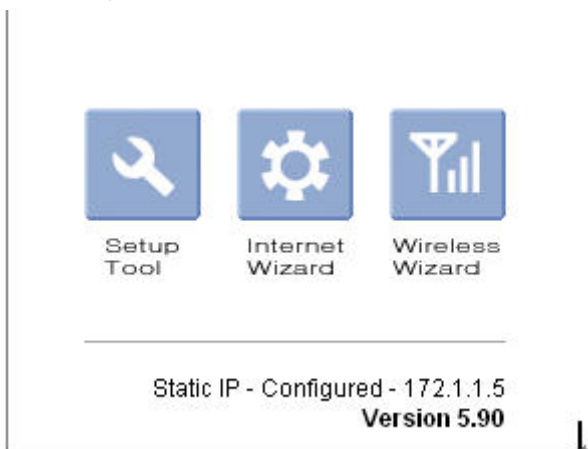 Setup Tool
Internet Wizard
Wireless Wizard
Static IP - Configured - 172.1.1.5
Version 5.90